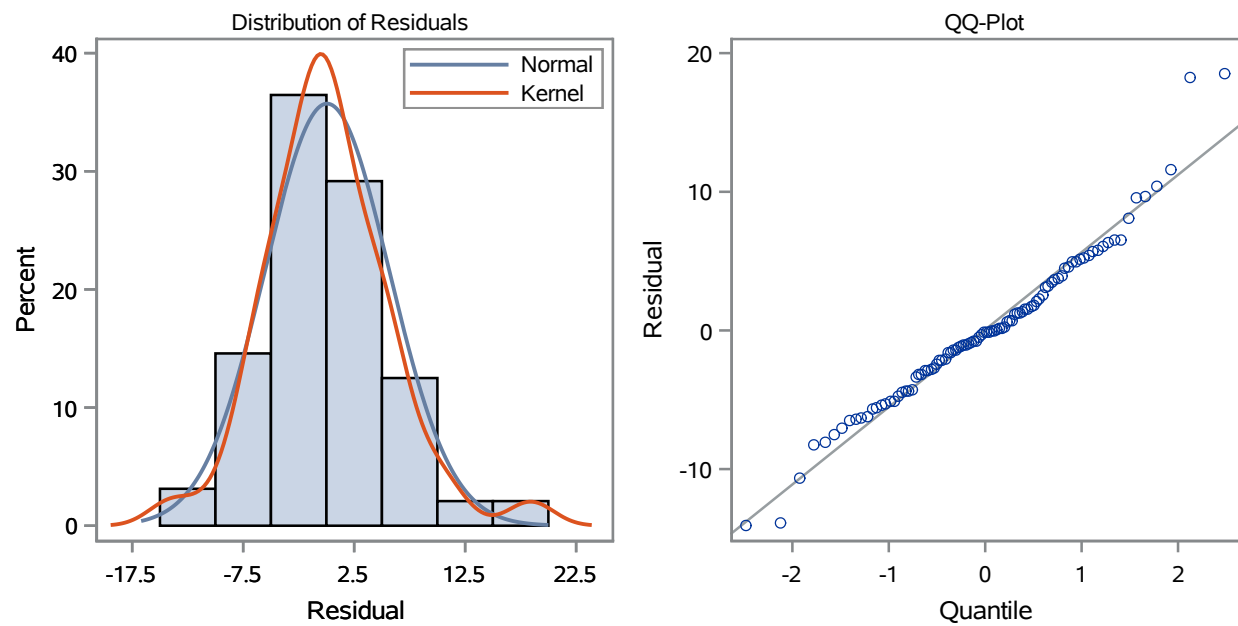 Distribution of Residuals
40
30
20
10
0
Percent
Normal
Kernel
-17.5 -7.5 2.5 12.5 22.5
Residual
QQ-Plot
20
10
0
-10
Residual
-2 -1 0 1 2
Quantile